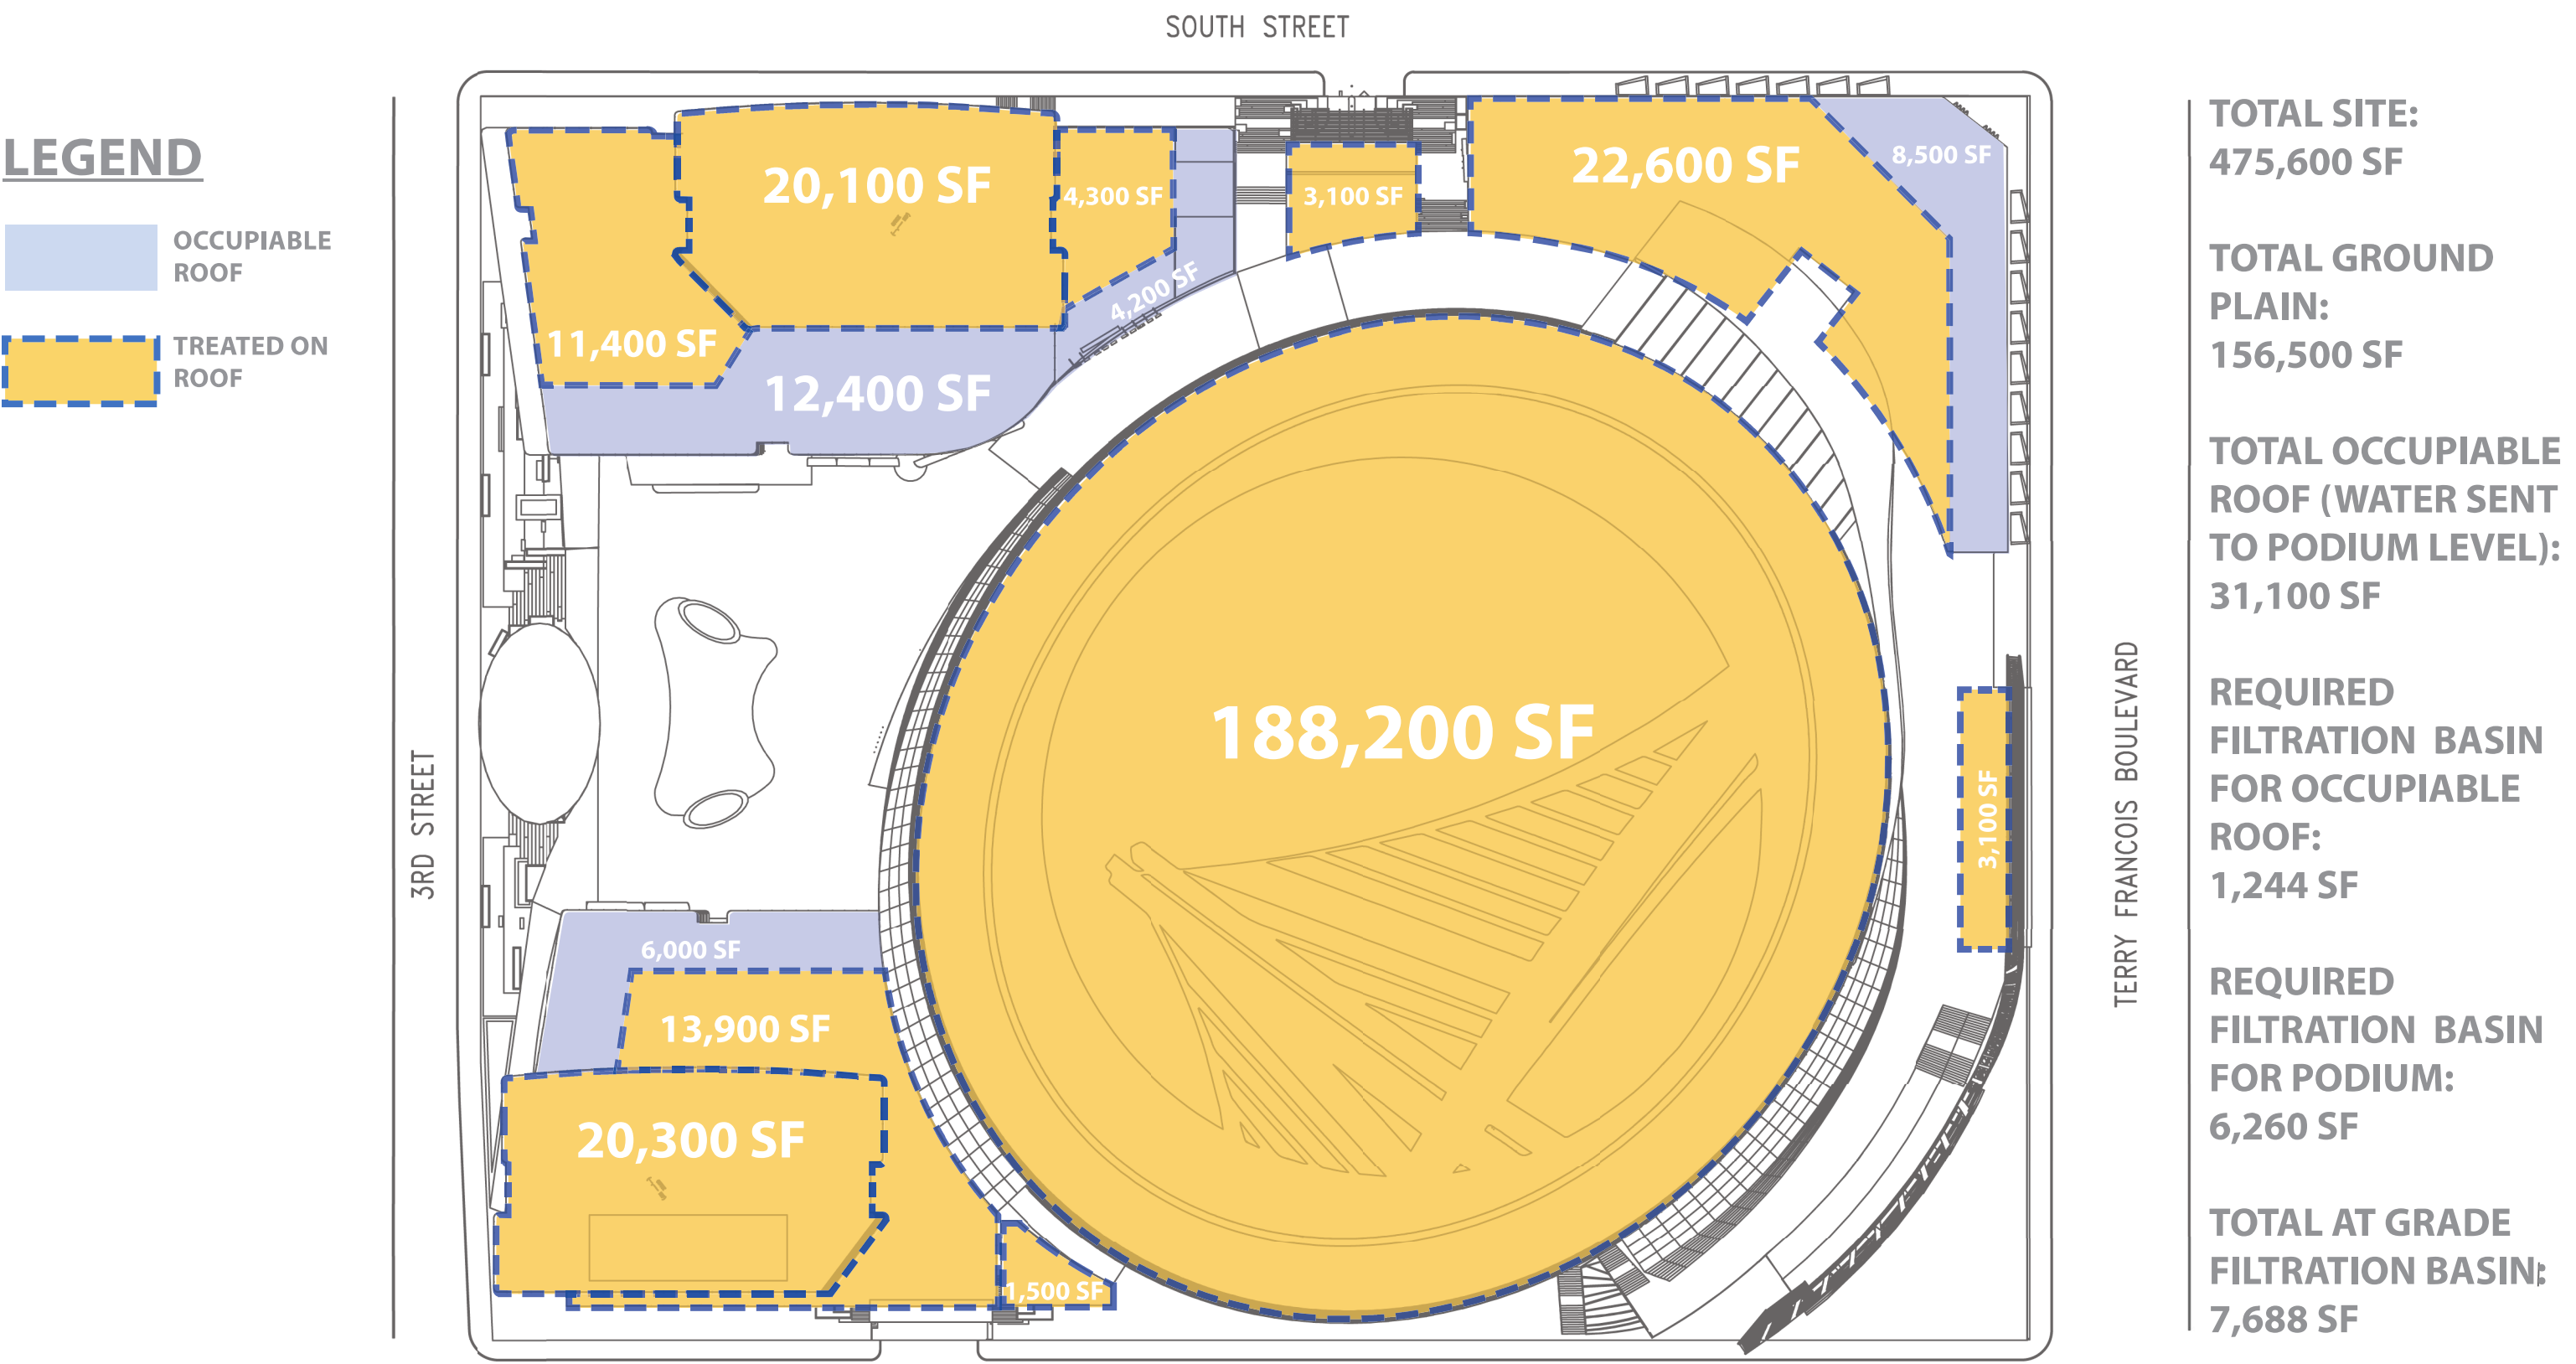 SOUTH STREET
LEGEND
OCCUPIABLE
ROOF
TREATED ON
ROOF
20,100 SF
4,300 SF
3,100 SF
22,600 SF
8,500 SF
4,200 SF
11,400 SF
12,400 SF
188,200 SF
3,100 SF
6,000 SF
13,900 SF
20,300 SF
1,500 SF
3RD STREET
TERRY FRANCOIS BOULEVARD
TOTAL SITE:
475,600 SF
TOTAL GROUND
PLAIN:
156,500 SF
TOTAL OCCUPIABLE
ROOF (WATER SENT
TO PODIUM LEVEL):
31,100 SF
REQUIRED
FILTRATION BASIN
FOR OCCUPIABLE
ROOF:
1,244 SF
REQUIRED
FILTRATION BASIN
FOR PODIUM:
6,260 SF
TOTAL AT GRADE
FILTRATION BASIN:
7,688 SF